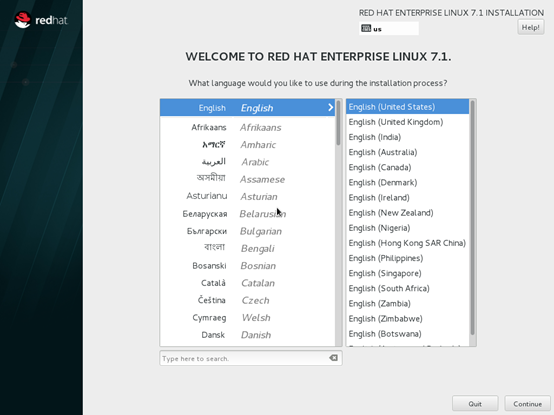 redhat.
RED HAT ENTERPRISE LINUX 7.1 INSTALLATION
us
Help!
WELCOME TO RED HAT ENTERPRISE LINUX 7.1.
What language would you like to use during the installation process?
English English
Afrikaans Afrikaans
አማርኛ Amharic
العربية Arabic
অসমীয়া Assamese
Asturianu Asturian
Беларуская Belarusian
Български Bulgarian
বাংলা Bengali
Bosanski Bosnian
Català Catalan
Čeština Czech
Cymraeg Welsh
Dansk Danish
English (United States)
English (United Kingdom)
English (India)
English (Australia)
English (Canada)
English (Denmark)
English (Ireland)
English (New Zealand)
English (Nigeria)
English (Hong Kong SAR China)
English (Philippines)
English (Singapore)
English (South Africa)
English (Zambia)
English (Zimbabwe)
English (Botswana)
Type here to search.
Quit
Continue